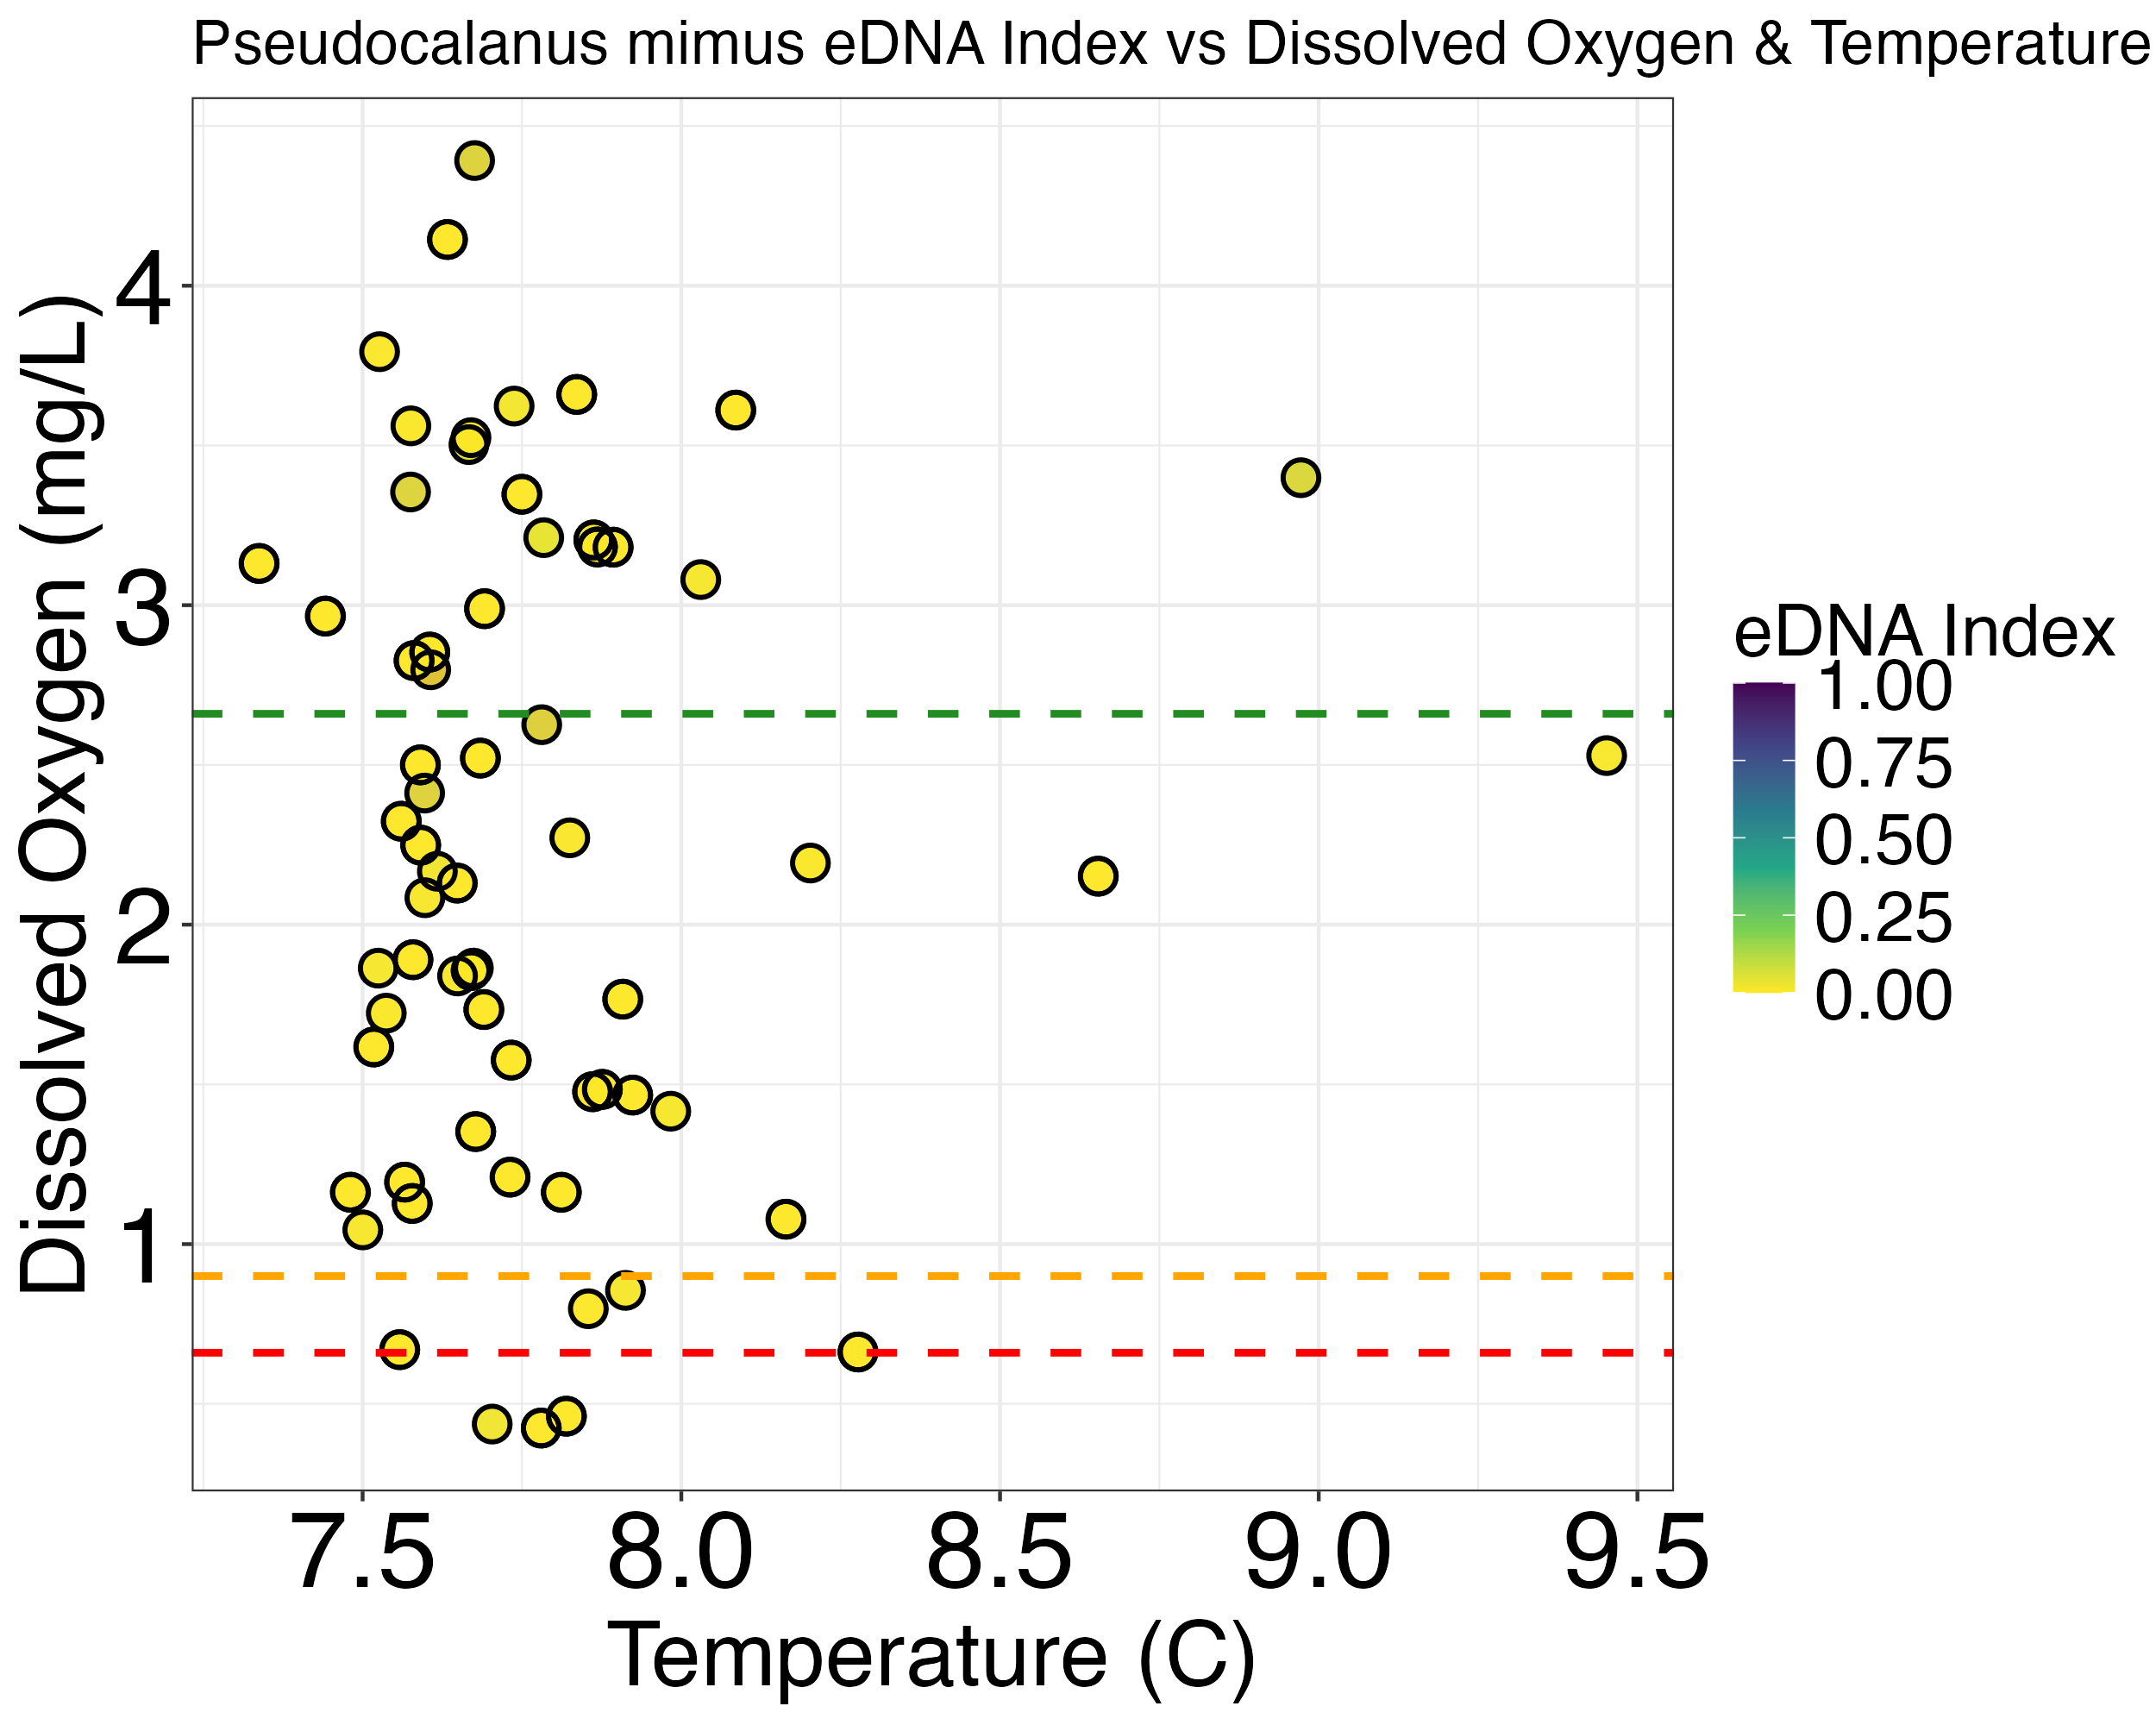 Pseudocalanus mimus eDNA Index vs Dissolved Oxygen & Temperature
Dissolved Oxygen (mg/L)
4
3
2
1
7.5 8.0 8.5 9.0 9.5
Temperature (C)
eDNA Index
1.00
0.75
0.50
0.25
0.00